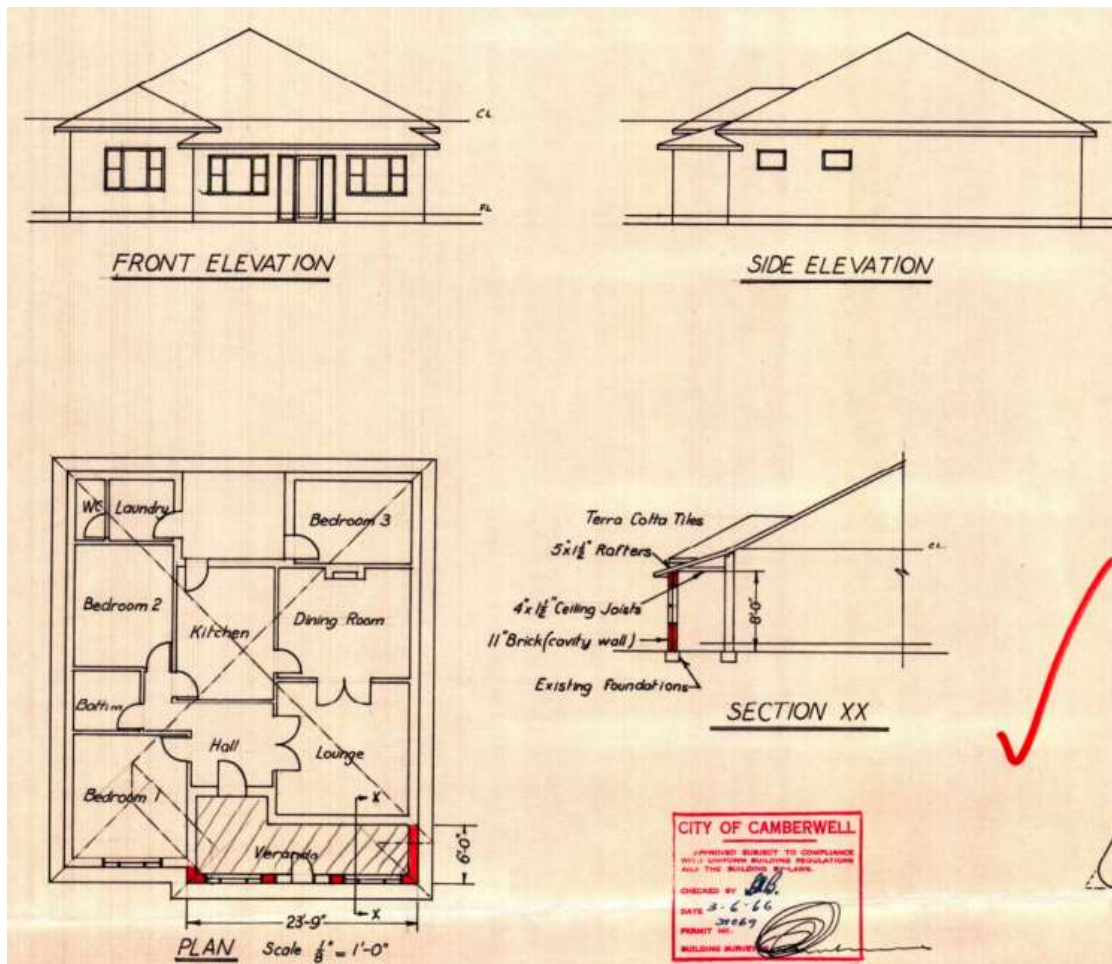 CL
FL
FRONT ELEVATION
SIDE ELEVATION
WC
Laundry
Bedroom 3
Bedroom 2
Kitchen
Dining Room
Bathrm
Hall
Lounge
Bedroom 1
Veranda
X
X
6'-0"
23'-9"
PLAN Scale 1/8" = 1'-0"
Terra Cotta Tiles
5"x1½" Rafters
CL
4"x1½" Ceiling Joists
8'-0"
11" Brick (cavity wall)
Existing Foundations
SECTION XX
CITY OF CAMBERWELL
APPROVED SUBJECT TO COMPLIANCE
WITH UNIFORM BUILDING REGULATIONS
AND THE BUILDING BY-LAWS.
CHECKED BY
DATE 3-6-66
PERMIT NO.
BUILDING SURVEYOR